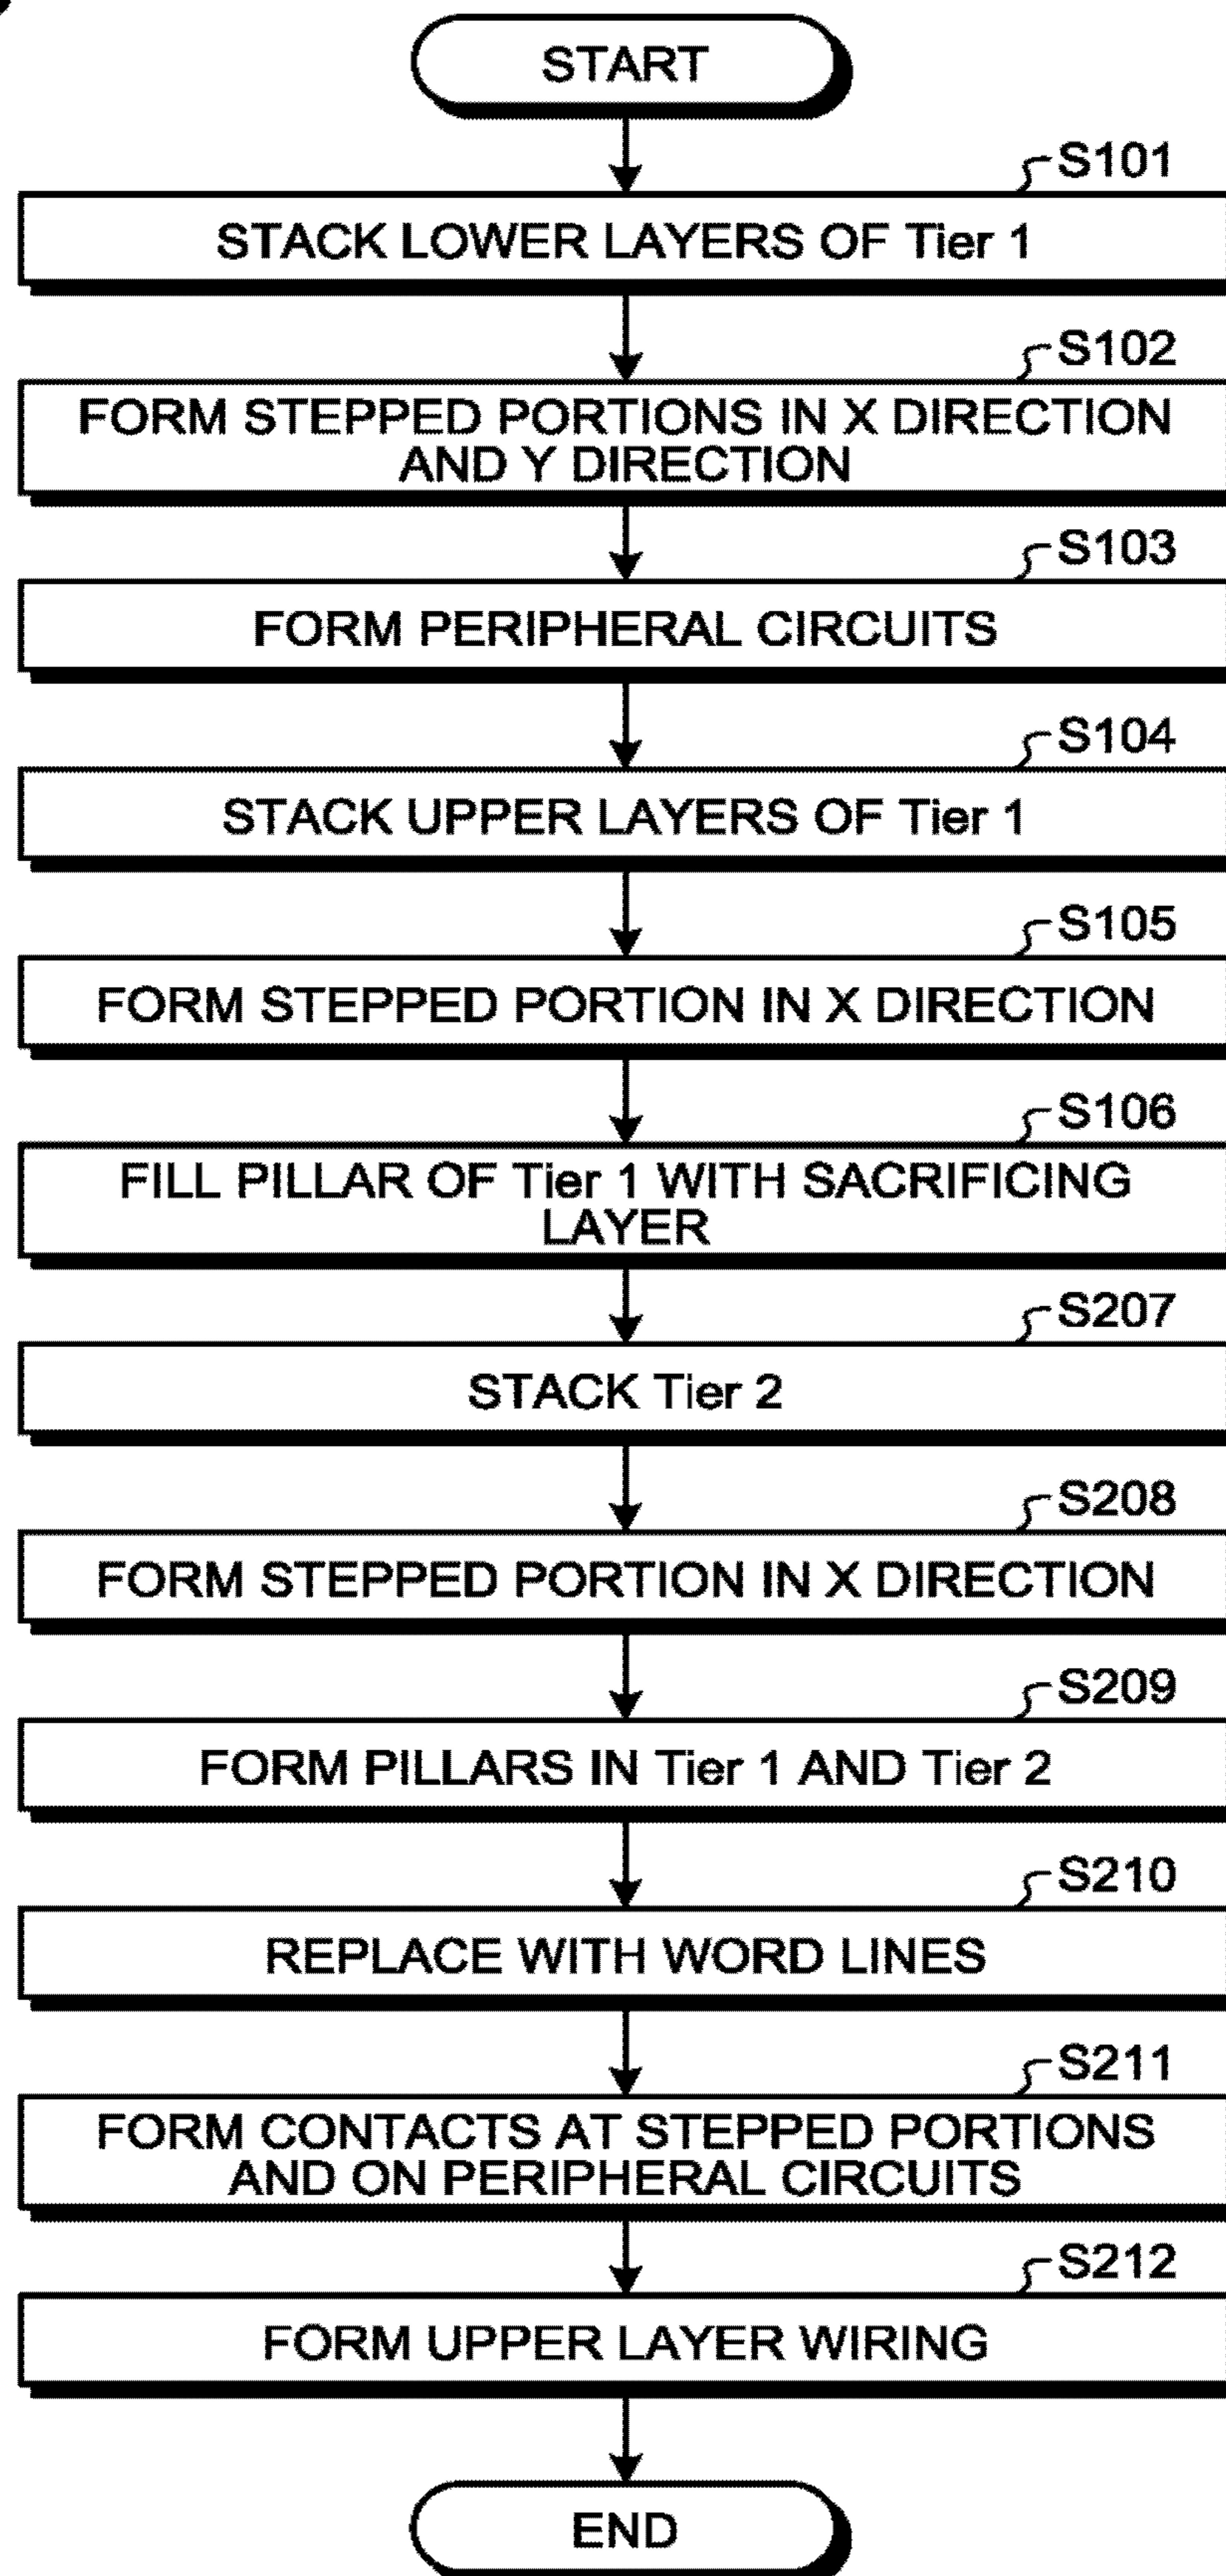 START
S101
STACK LOWER LAYERS OF Tier 1
S102
FORM STEPPED PORTIONS IN X DIRECTION
AND Y DIRECTION
S103
FORM PERIPHERAL CIRCUITS
S104
STACK UPPER LAYERS OF Tier 1
S105
FORM STEPPED PORTION IN X DIRECTION
S106
FILL PILLAR OF Tier 1 WITH SACRIFICING
LAYER
S207
STACK Tier 2
S208
FORM STEPPED PORTION IN X DIRECTION
S209
FORM PILLARS IN Tier 1 AND Tier 2
S210
REPLACE WITH WORD LINES
S211
FORM CONTACTS AT STEPPED PORTIONS
AND ON PERIPHERAL CIRCUITS
S212
FORM UPPER LAYER WIRING
END